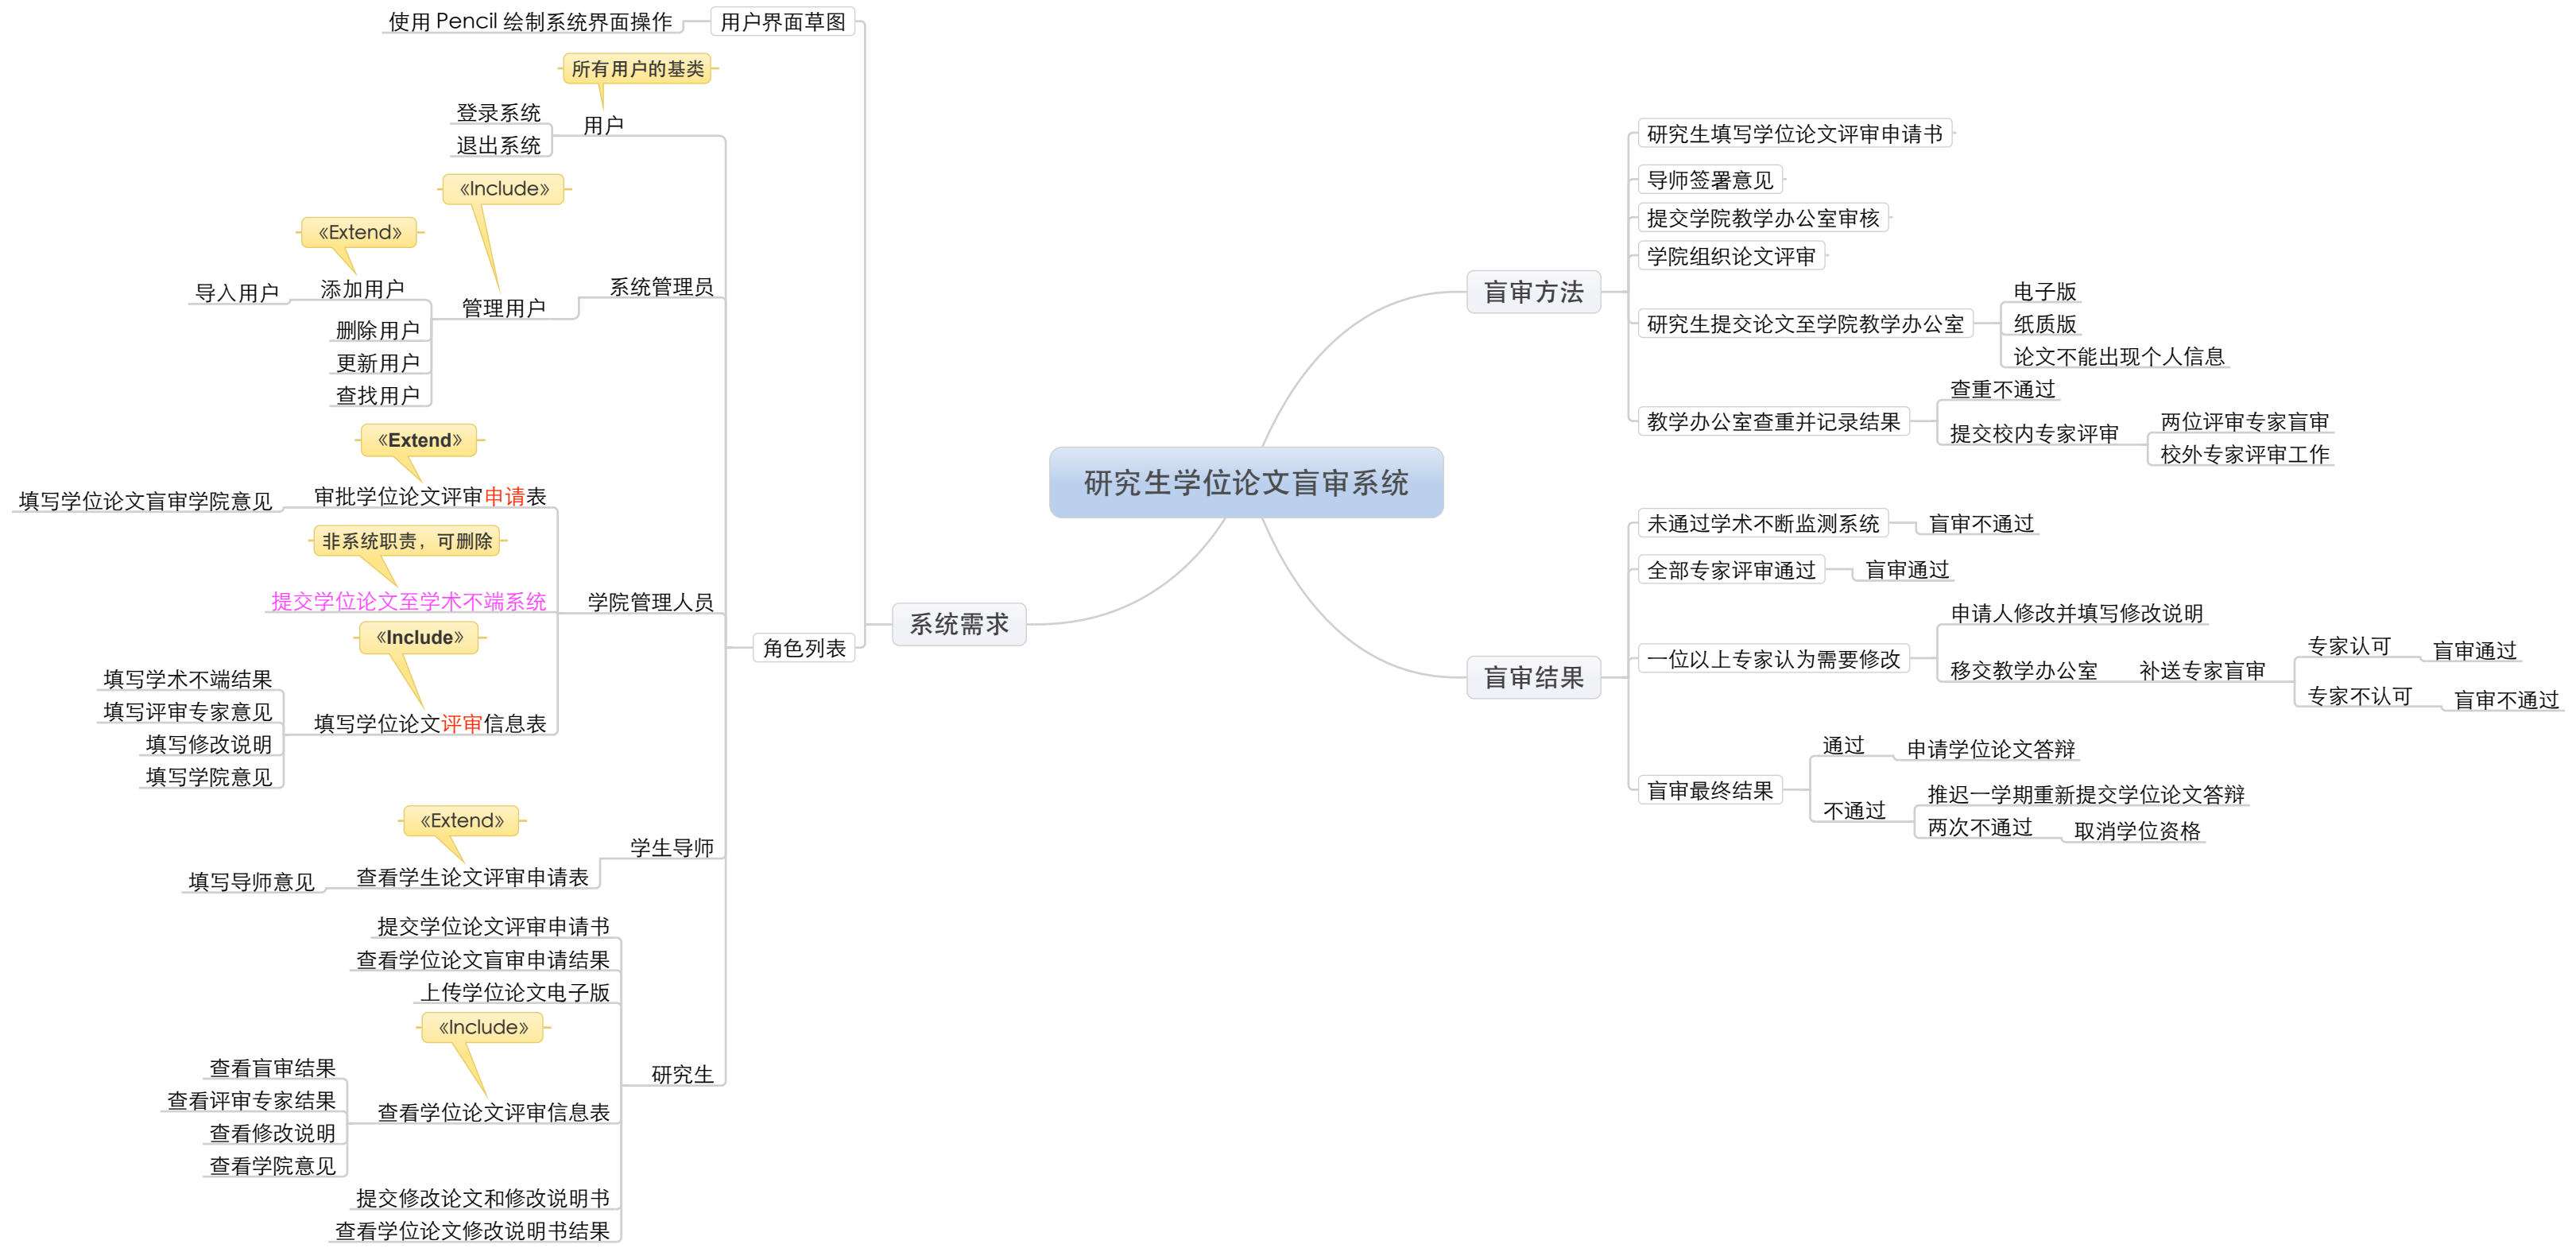 研究生学位论文盲审系统
盲审方法
研究生填写学位论文评审申请书
导师签署意见
提交学院教学办公室审核
学院组织论文评审
研究生提交论文至学院教学办公室
电子版
纸质版
论文不能出现个人信息
教学办公室查重并记录结果
查重不通过
提交校内专家评审
两位评审专家盲审
校外专家评审工作
盲审结果
未通过学术不断监测系统
盲审不通过
全部专家评审通过
盲审通过
一位以上专家认为需要修改
申请人修改并填写修改说明
移交教学办公室
补送专家盲审
专家认可
盲审通过
专家不认可
盲审不通过
盲审最终结果
通过
申请学位论文答辩
不通过
推迟一学期重新提交学位论文答辩
两次不通过
取消学位资格
系统需求
用户界面草图
使用 Pencil 绘制系统界面操作
角色列表
所有用户的基类
用户
登录系统
退出系统
系统管理员
《Include》
管理用户
《Extend》
添加用户
导入用户
删除用户
更新用户
查找用户
学院管理人员
《Extend》
审批学位论文评审申请表
填写学位论文盲审学院意见
非系统职责，可删除
提交学位论文至学术不端系统
《Include》
填写学位论文评审信息表
填写学术不端结果
填写评审专家意见
填写修改说明
填写学院意见
学生导师
《Extend》
查看学生论文评审申请表
填写导师意见
研究生
提交学位论文评审申请书
查看学位论文盲审申请结果
上传学位论文电子版
《Include》
查看学位论文评审信息表
查看盲审结果
查看评审专家结果
查看修改说明
查看学院意见
提交修改论文和修改说明书
查看学位论文修改说明书结果